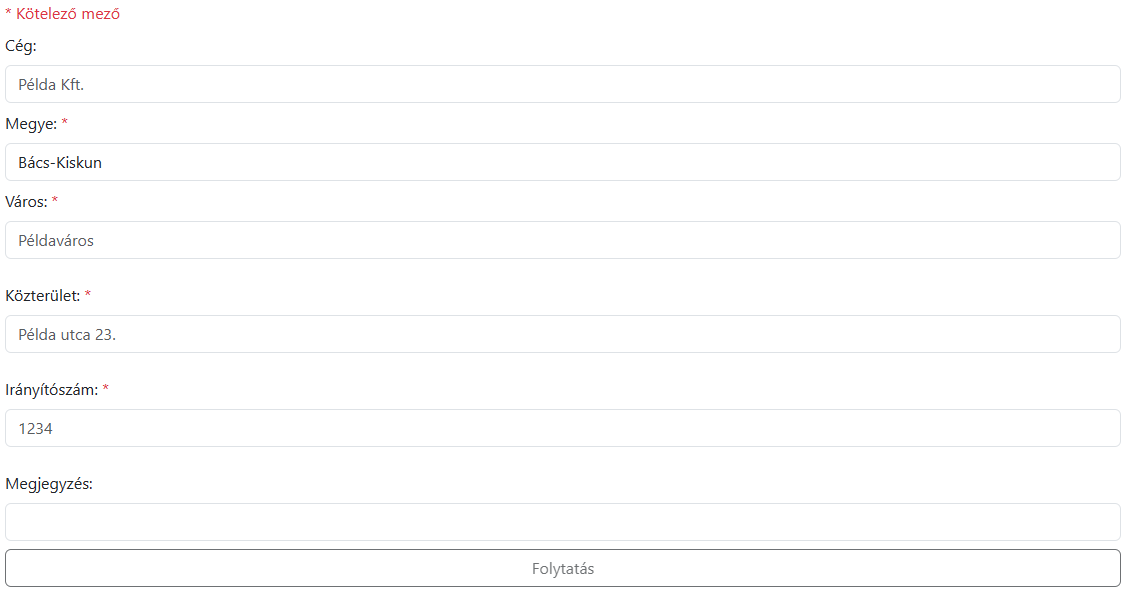 * Kötelező mező
Cég:
Példa Kft.
Megye: *
Bács-Kiskun
Város: *
Példaváros
Közterület: *
Példa utca 23.
Irányítószám: *
1234
Megjegyzés:
Folytatás